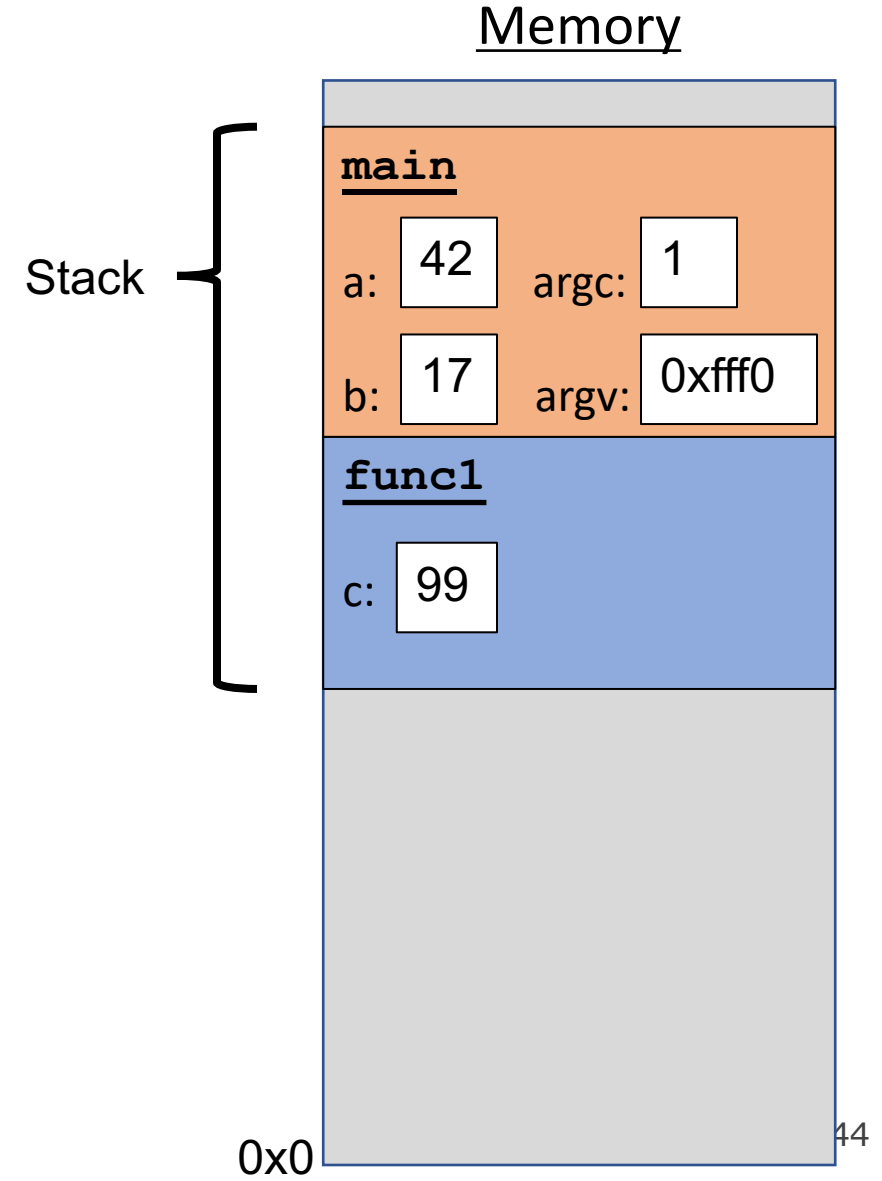 Memory
main
Stack
a: 42 argc: 1
b: 17 argv: 0xfff0
func1
c: 99
44
0x0